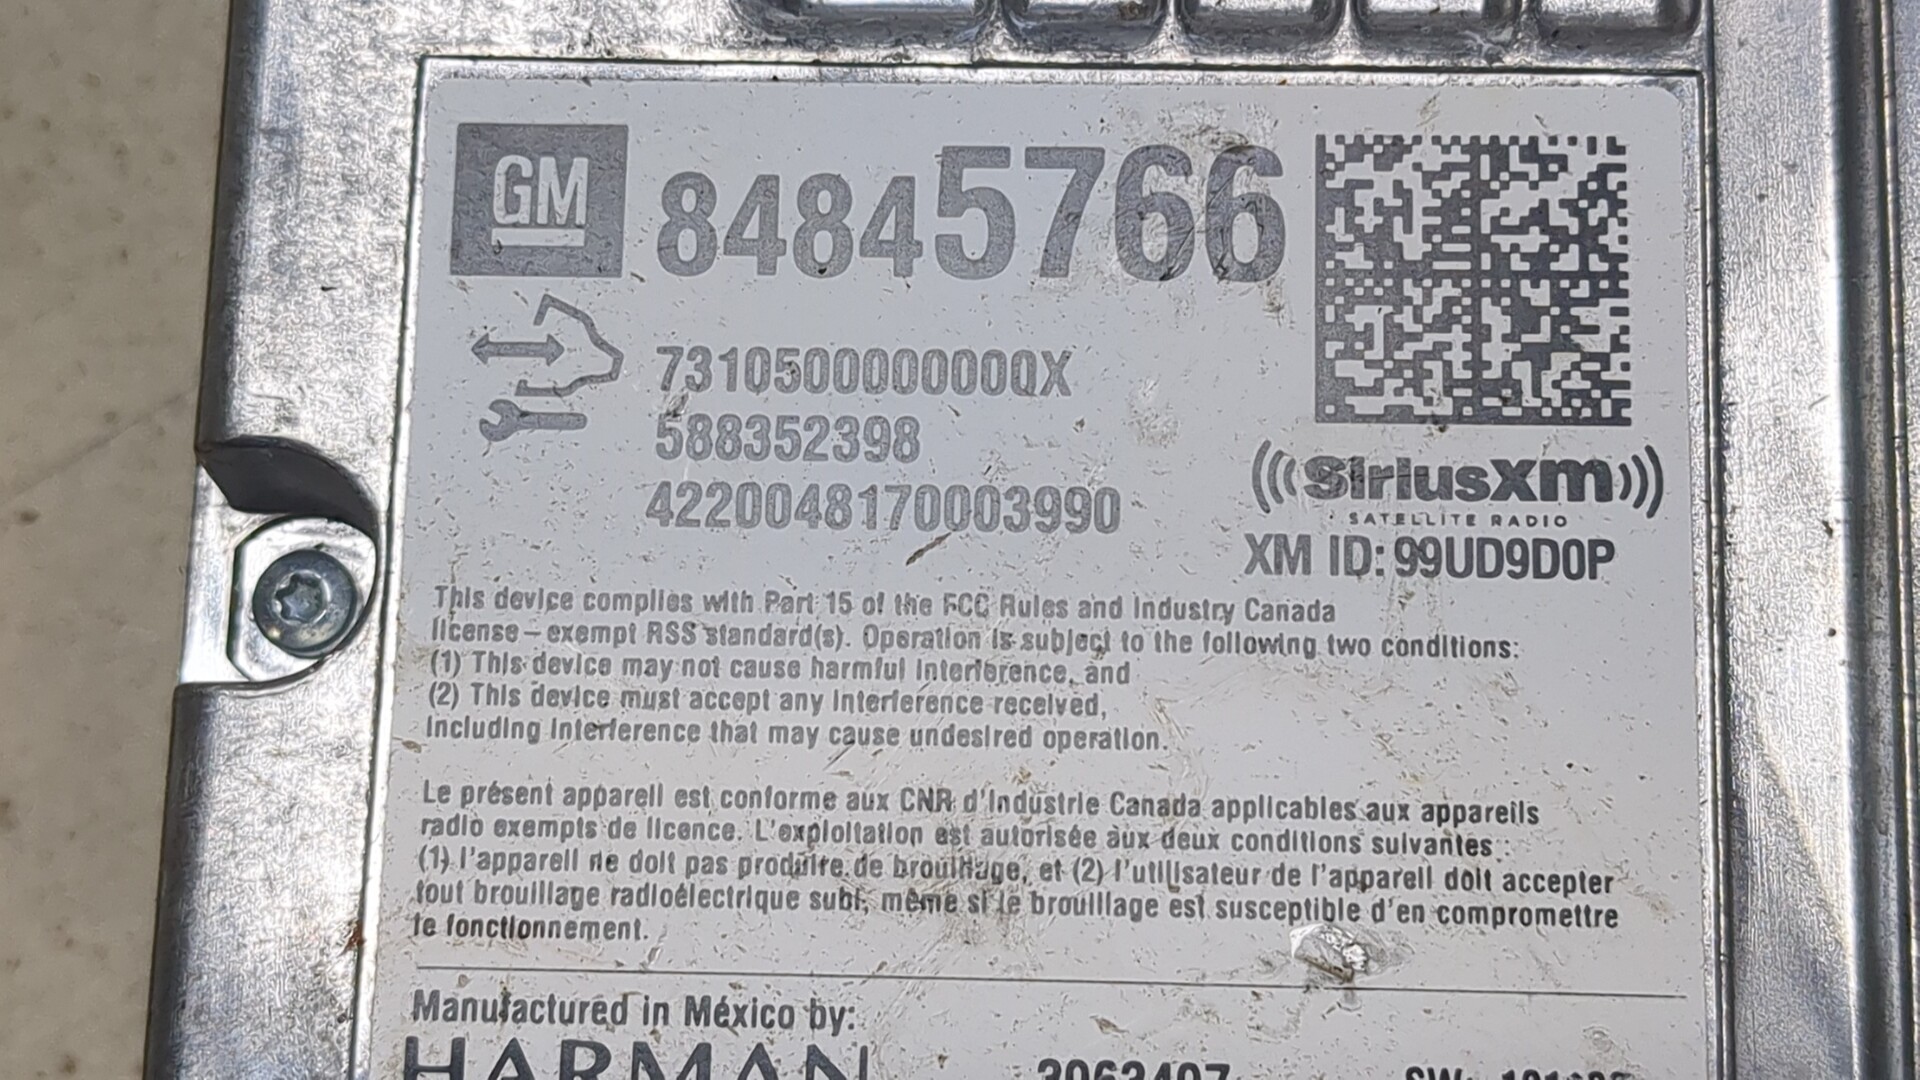 GM
84845766
7310500000000X
588352398
4220048170003990
SiriusXm
SATELLITE RADIO
XM ID: 99UD9D0P
This device complies with Part 15 of the FCC Rules and Industry Canada
license-exempt RSS standard(s). Operation is subject to the following two conditions:
(1) This device may not cause harmful interference, and
(2) This device must accept any interference received,
including interference that may cause undesired operation.
Le présent appareil est conforme aux CNR d'Industrie Canada applicables aux appareils
radio exempts de licence. L'exploitation est autorisée aux deux conditions suivantes :
(1) l'appareil ne doit pas produire de brouillage, et (2) l'utilisateur de l'appareil doit accepter
tout brouillage radioélectrique subi, même si le brouillage est susceptible d'en compromettre
le fonctionnement.
Manufactured in México by:
HARMAN
3063407
SW: